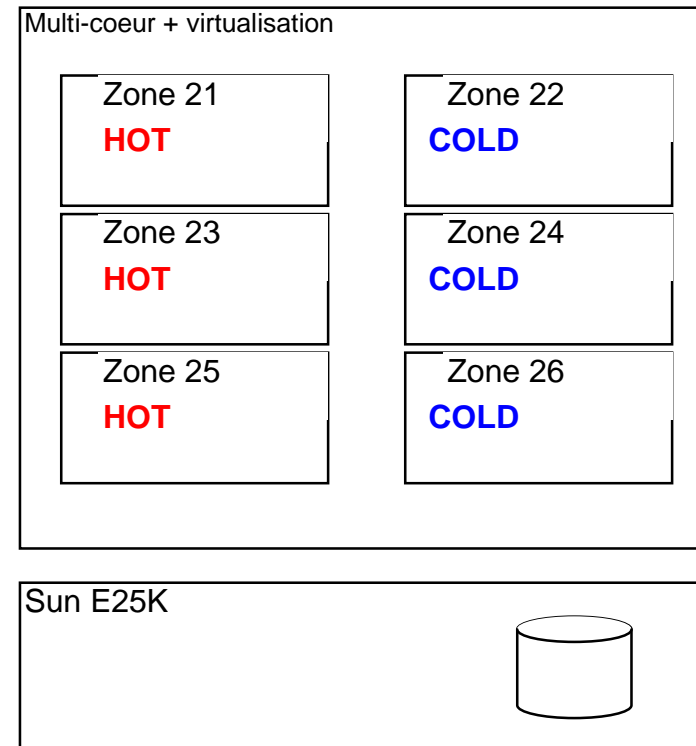 Multi-coeur + virtualisation
Zone 21
HOT
Zone 22
COLD
Zone 23
HOT
Zone 24
COLD
Zone 25
HOT
Zone 26
COLD
Sun E25K